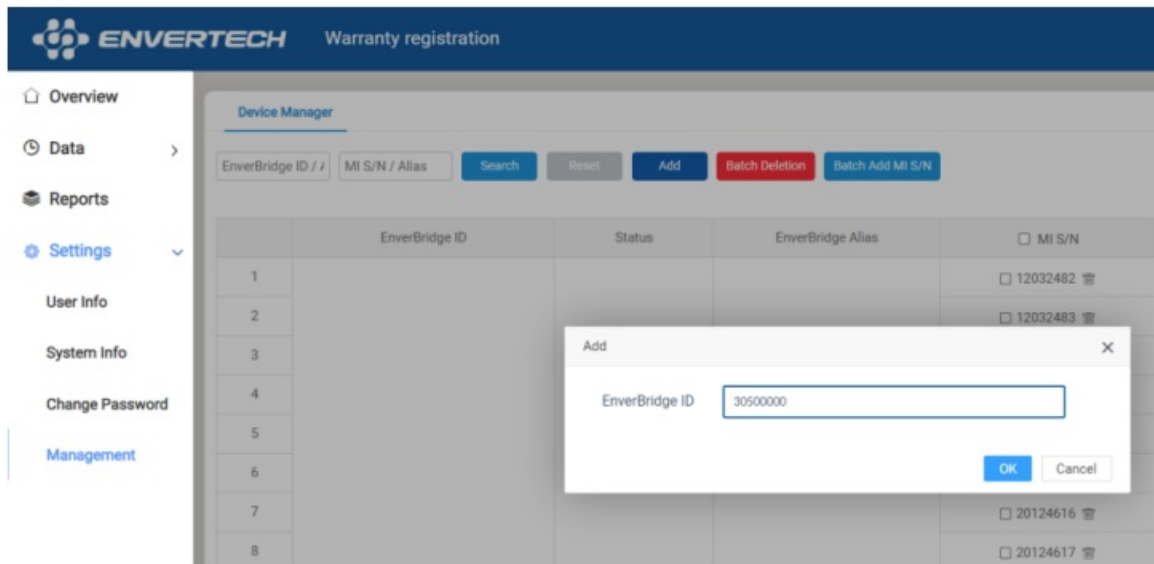 ENVERTECH Warranty registration
Overview
Data
Reports
Settings
User Info
System Info
Change Password
Management
Device Manager
EnverBridge ID / MI S/N / Alias Search Reset Add Batch Deletion Batch Add MI S/N
EnverBridge ID Status EnverBridge Alias MI S/N
1 12032482
2 12032483
3
4
5
6
7 20124616
8 20124617
Add
EnverBridge ID 30500000
OK Cancel